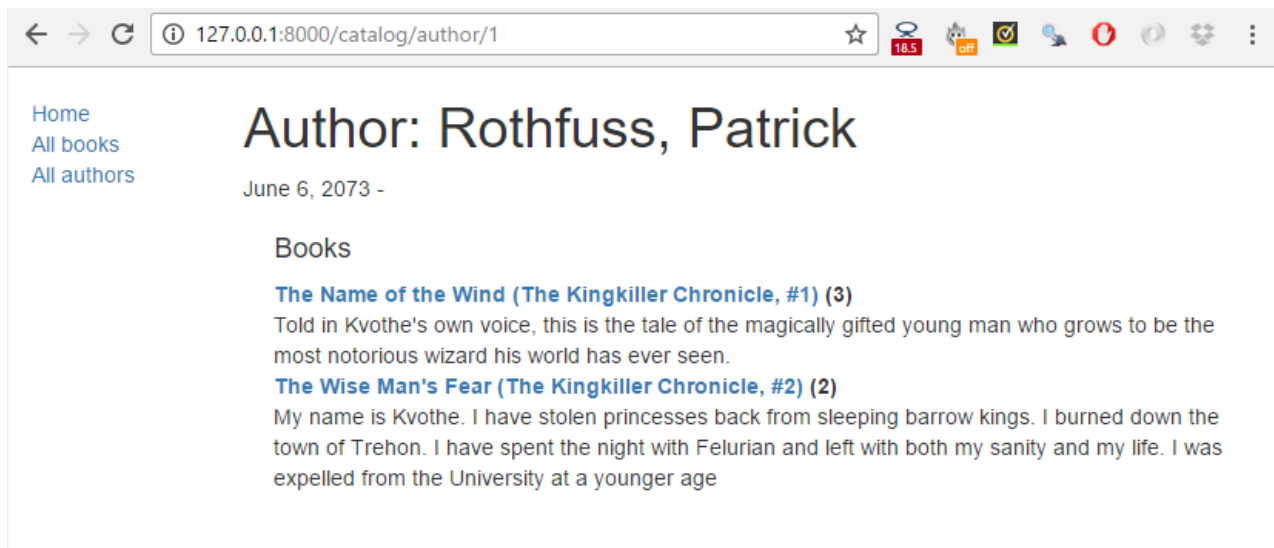 127.0.0.1:8000/catalog/author/1
18.5
off
Home
All books
All authors
Author: Rothfuss, Patrick
June 6, 2073 -
Books
The Name of the Wind (The Kingkiller Chronicle, #1) (3)
Told in Kvothe's own voice, this is the tale of the magically gifted young man who grows to be the
most notorious wizard his world has ever seen.
The Wise Man's Fear (The Kingkiller Chronicle, #2) (2)
My name is Kvothe. I have stolen princesses back from sleeping barrow kings. I burned down the
town of Trehon. I have spent the night with Felurian and left with both my sanity and my life. I was
expelled from the University at a younger age